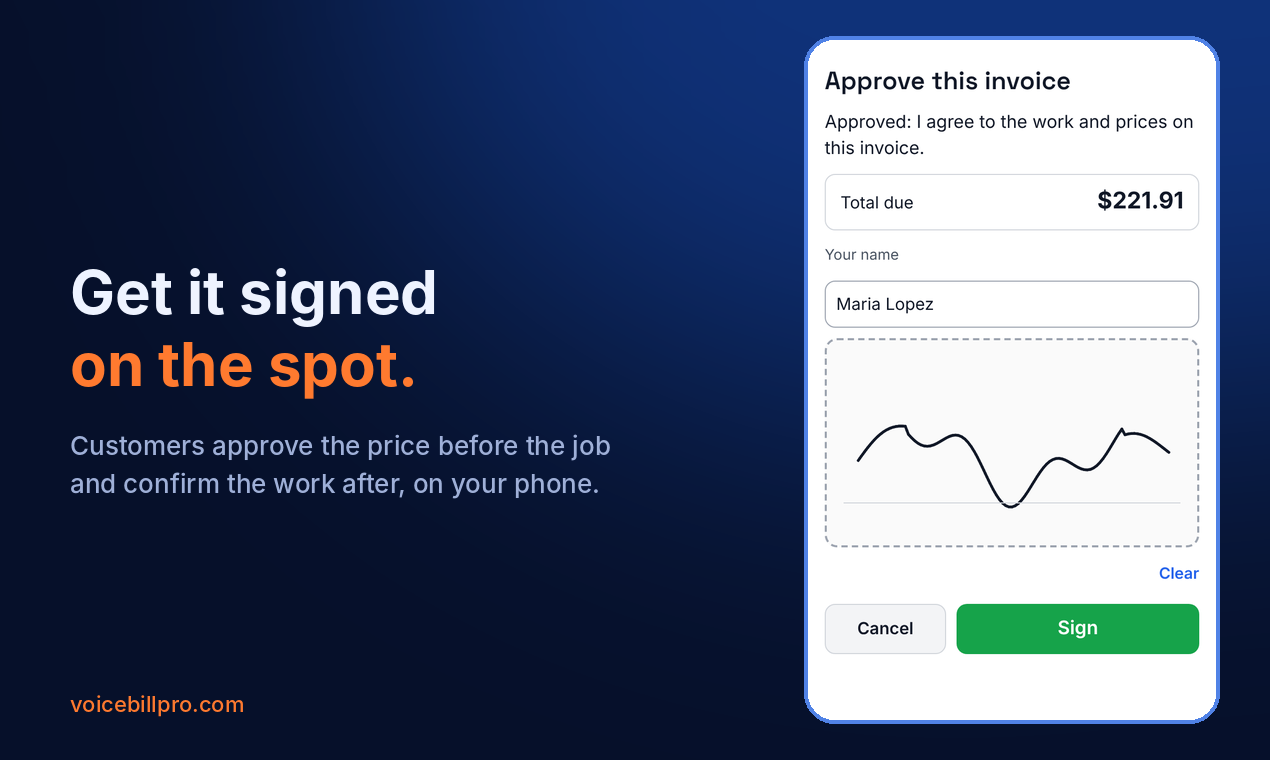 Get it signed
on the spot.
Customers approve the price before the job
and confirm the work after, on your phone.
voicebillpro.com
Approve this invoice
Approved: I agree to the work and prices on
this invoice.
Total due $221.91
Your name
Maria Lopez
Clear
Cancel Sign